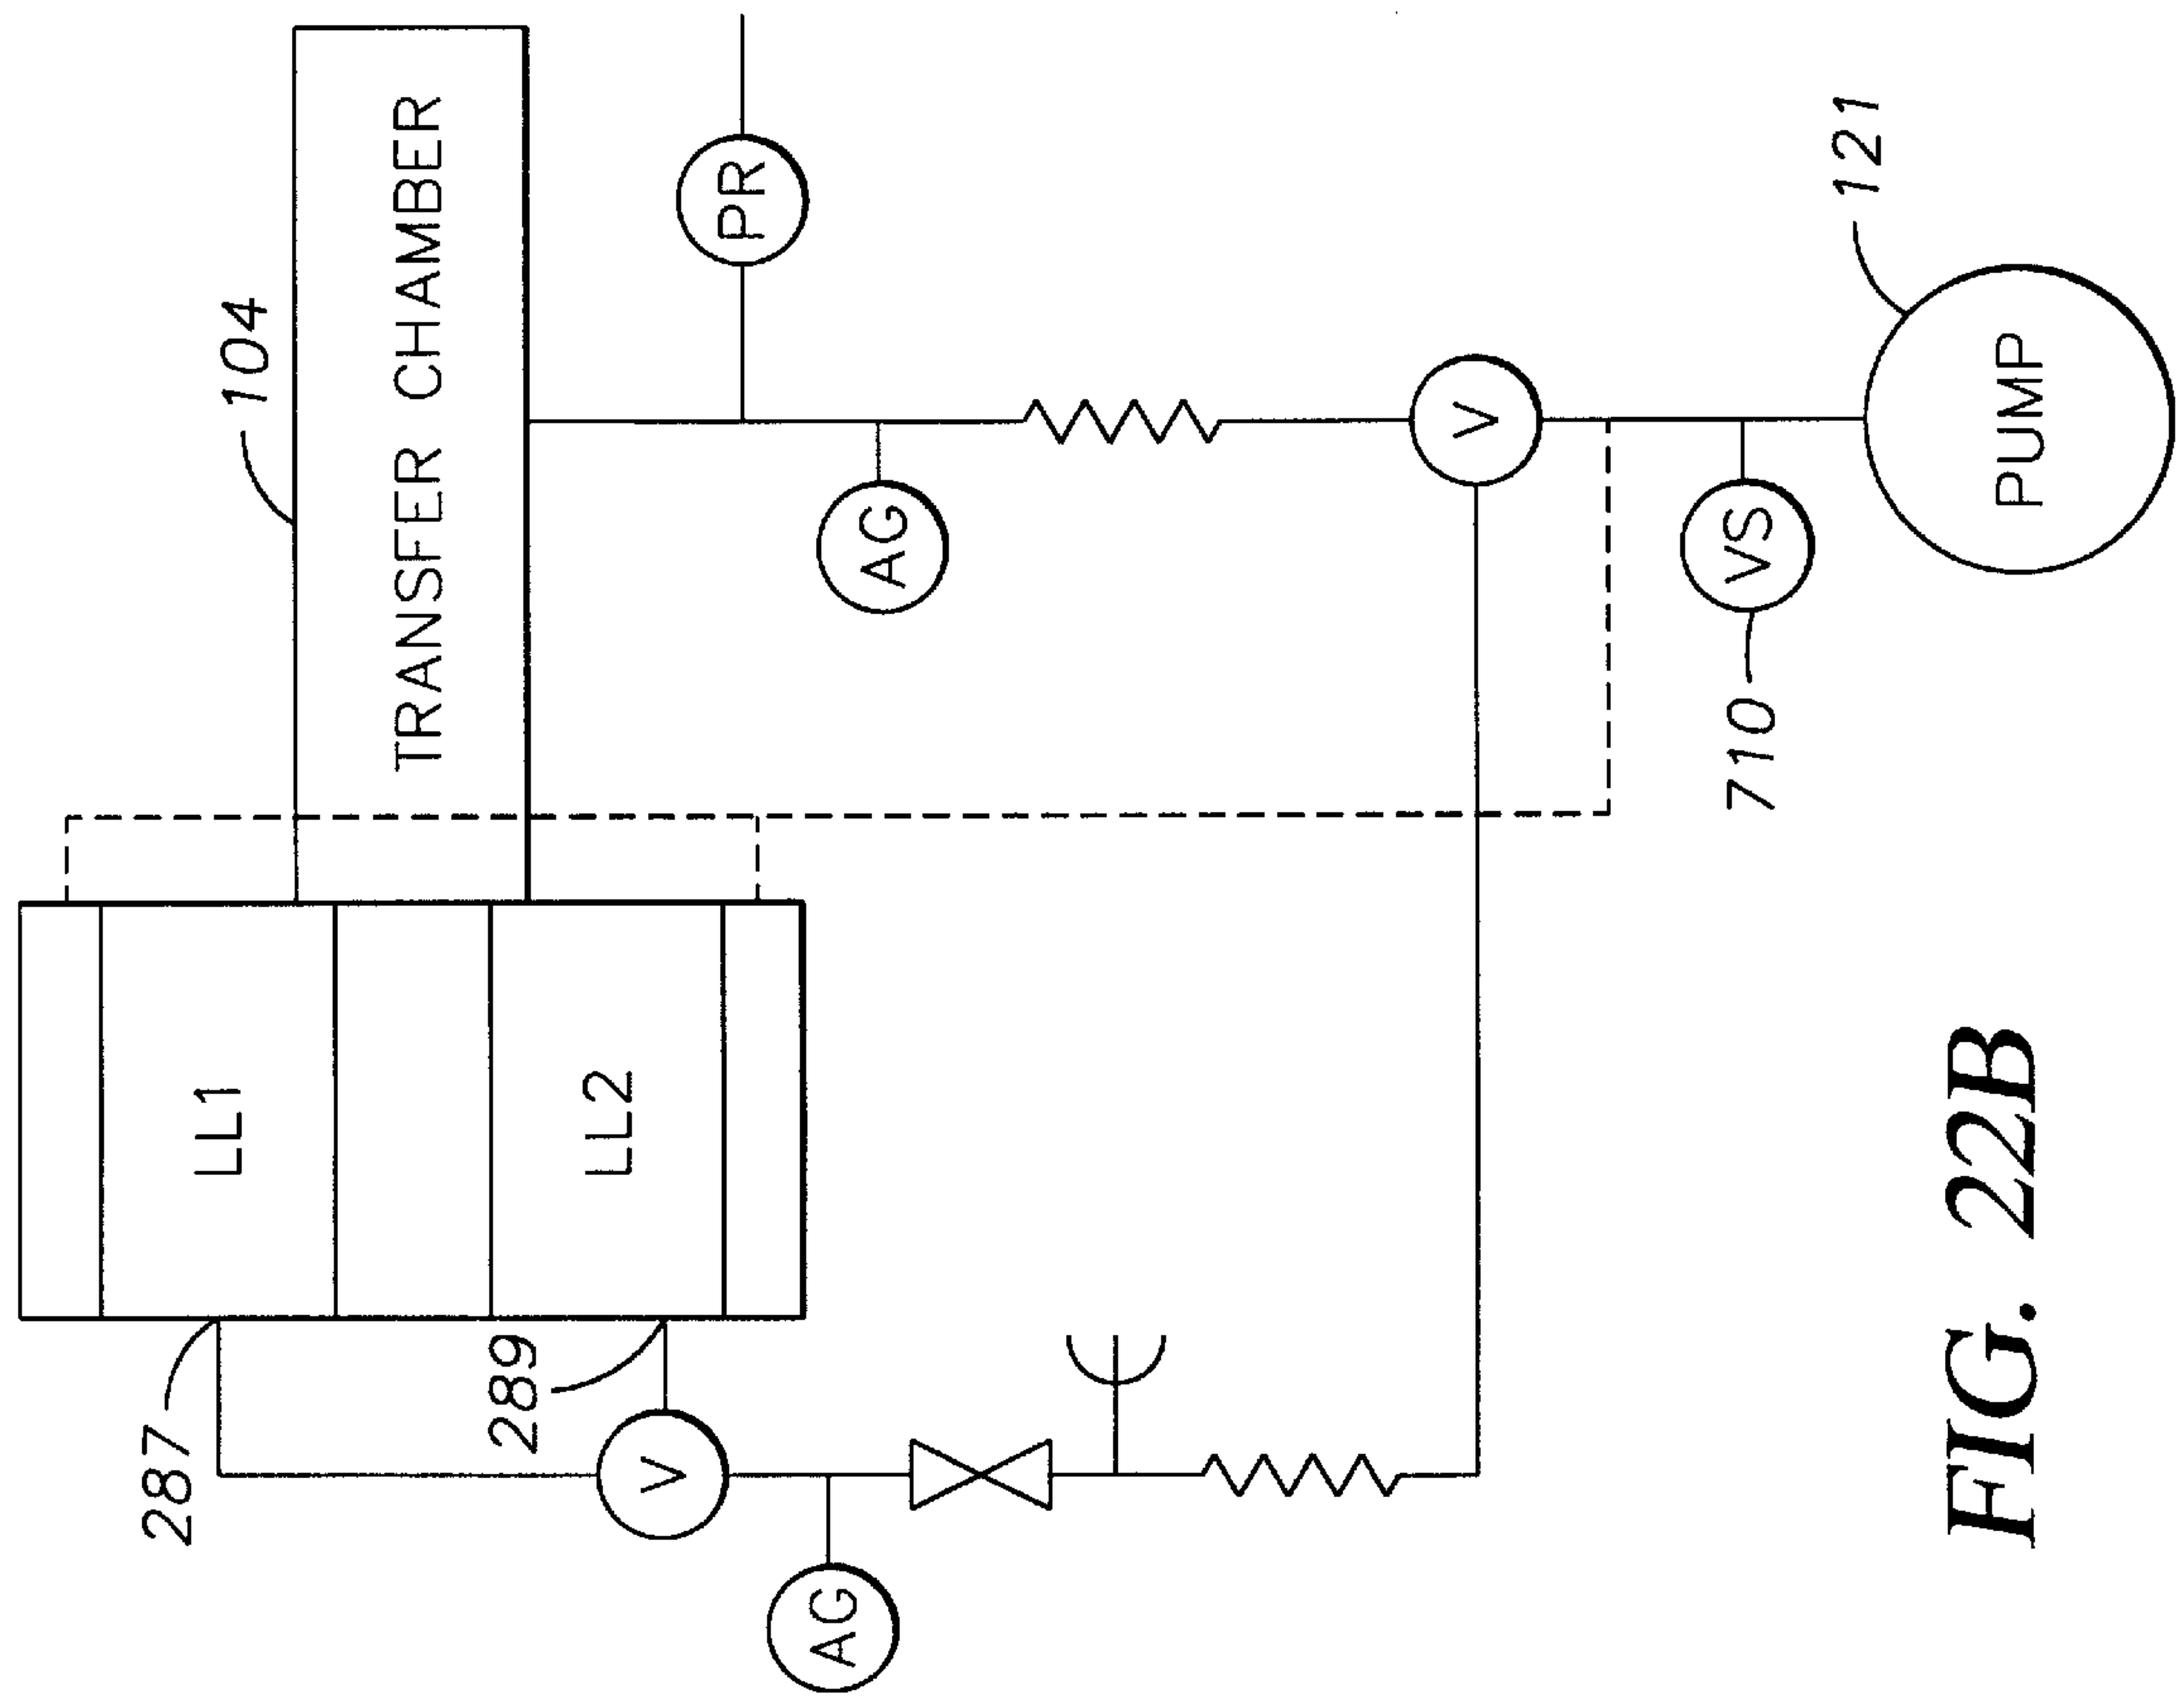 104
TRANSFER CHAMBER
PR
LL1
LL2
287
289
V
AG
AG
V
VS
710
PUMP
121
FIG. 22B